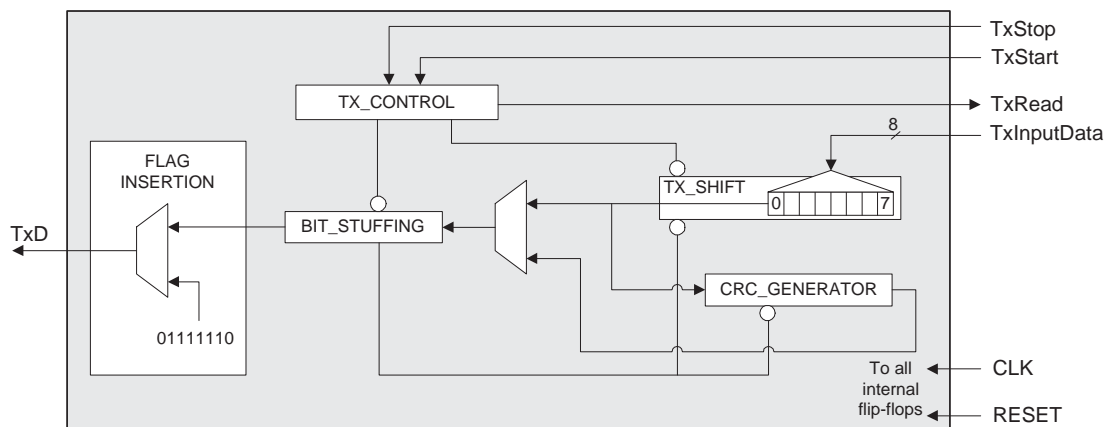 TxStop
TxStart
TX_CONTROL
TxRead
8
TxInputData
FLAG
INSERTION
TX_SHIFT
0
7
TxD
BIT_STUFFING
CRC_GENERATOR
01111110
To all
internal
flip-flops
CLK
RESET